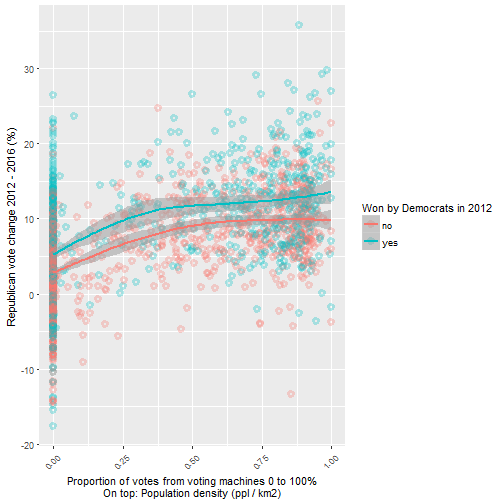 30
20
10
0
-10
-20
Republican vote change 2012 - 2016 (%)
0.00
0.25
0.50
0.75
1.00
Proportion of votes from voting machines 0 to 100%
On top: Population density (ppl / km2)
Won by Democrats in 2012
no
yes